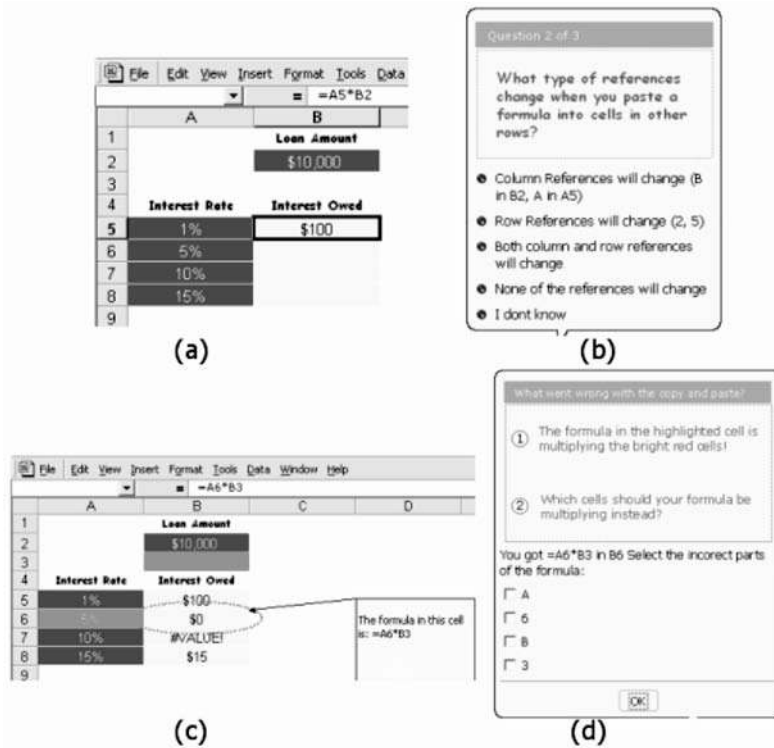 File Edit View Insert Format Tools Data
= =A5*B2
A B
1 Loan Amount
2 $10,000
3
4 Interest Rate Interest Owed
5 1% $100
6 5%
7 10%
8 15%
9
(a)
Question 2 of 3
What type of references
change when you paste a
formula into cells in other
rows?
Column References will change (B
in B2, A in A5)
Row References will change (2, 5)
Both column and row references
will change
None of the references will change
I dont know
(b)
File Edit View Insert Format Tools Data Window Help
= =A6*B3
A B C D
1 Loan Amount
2 $10,000
3
4 Interest Rate Interest Owed
5 1% $100
6 5% $0
7 10% #VALUE!
8 15% $15
9
The formula in this cell
is: =A6*B3
(c)
What went wrong with the copy and paste?
1 The formula in the highlighted cell is
multiplying the bright red cells!
2 Which cells should your formula be
multiplying instead?
You got =A6*B3 in B6 Select the incorect parts
of the formula:
A
6
B
3
OK
(d)